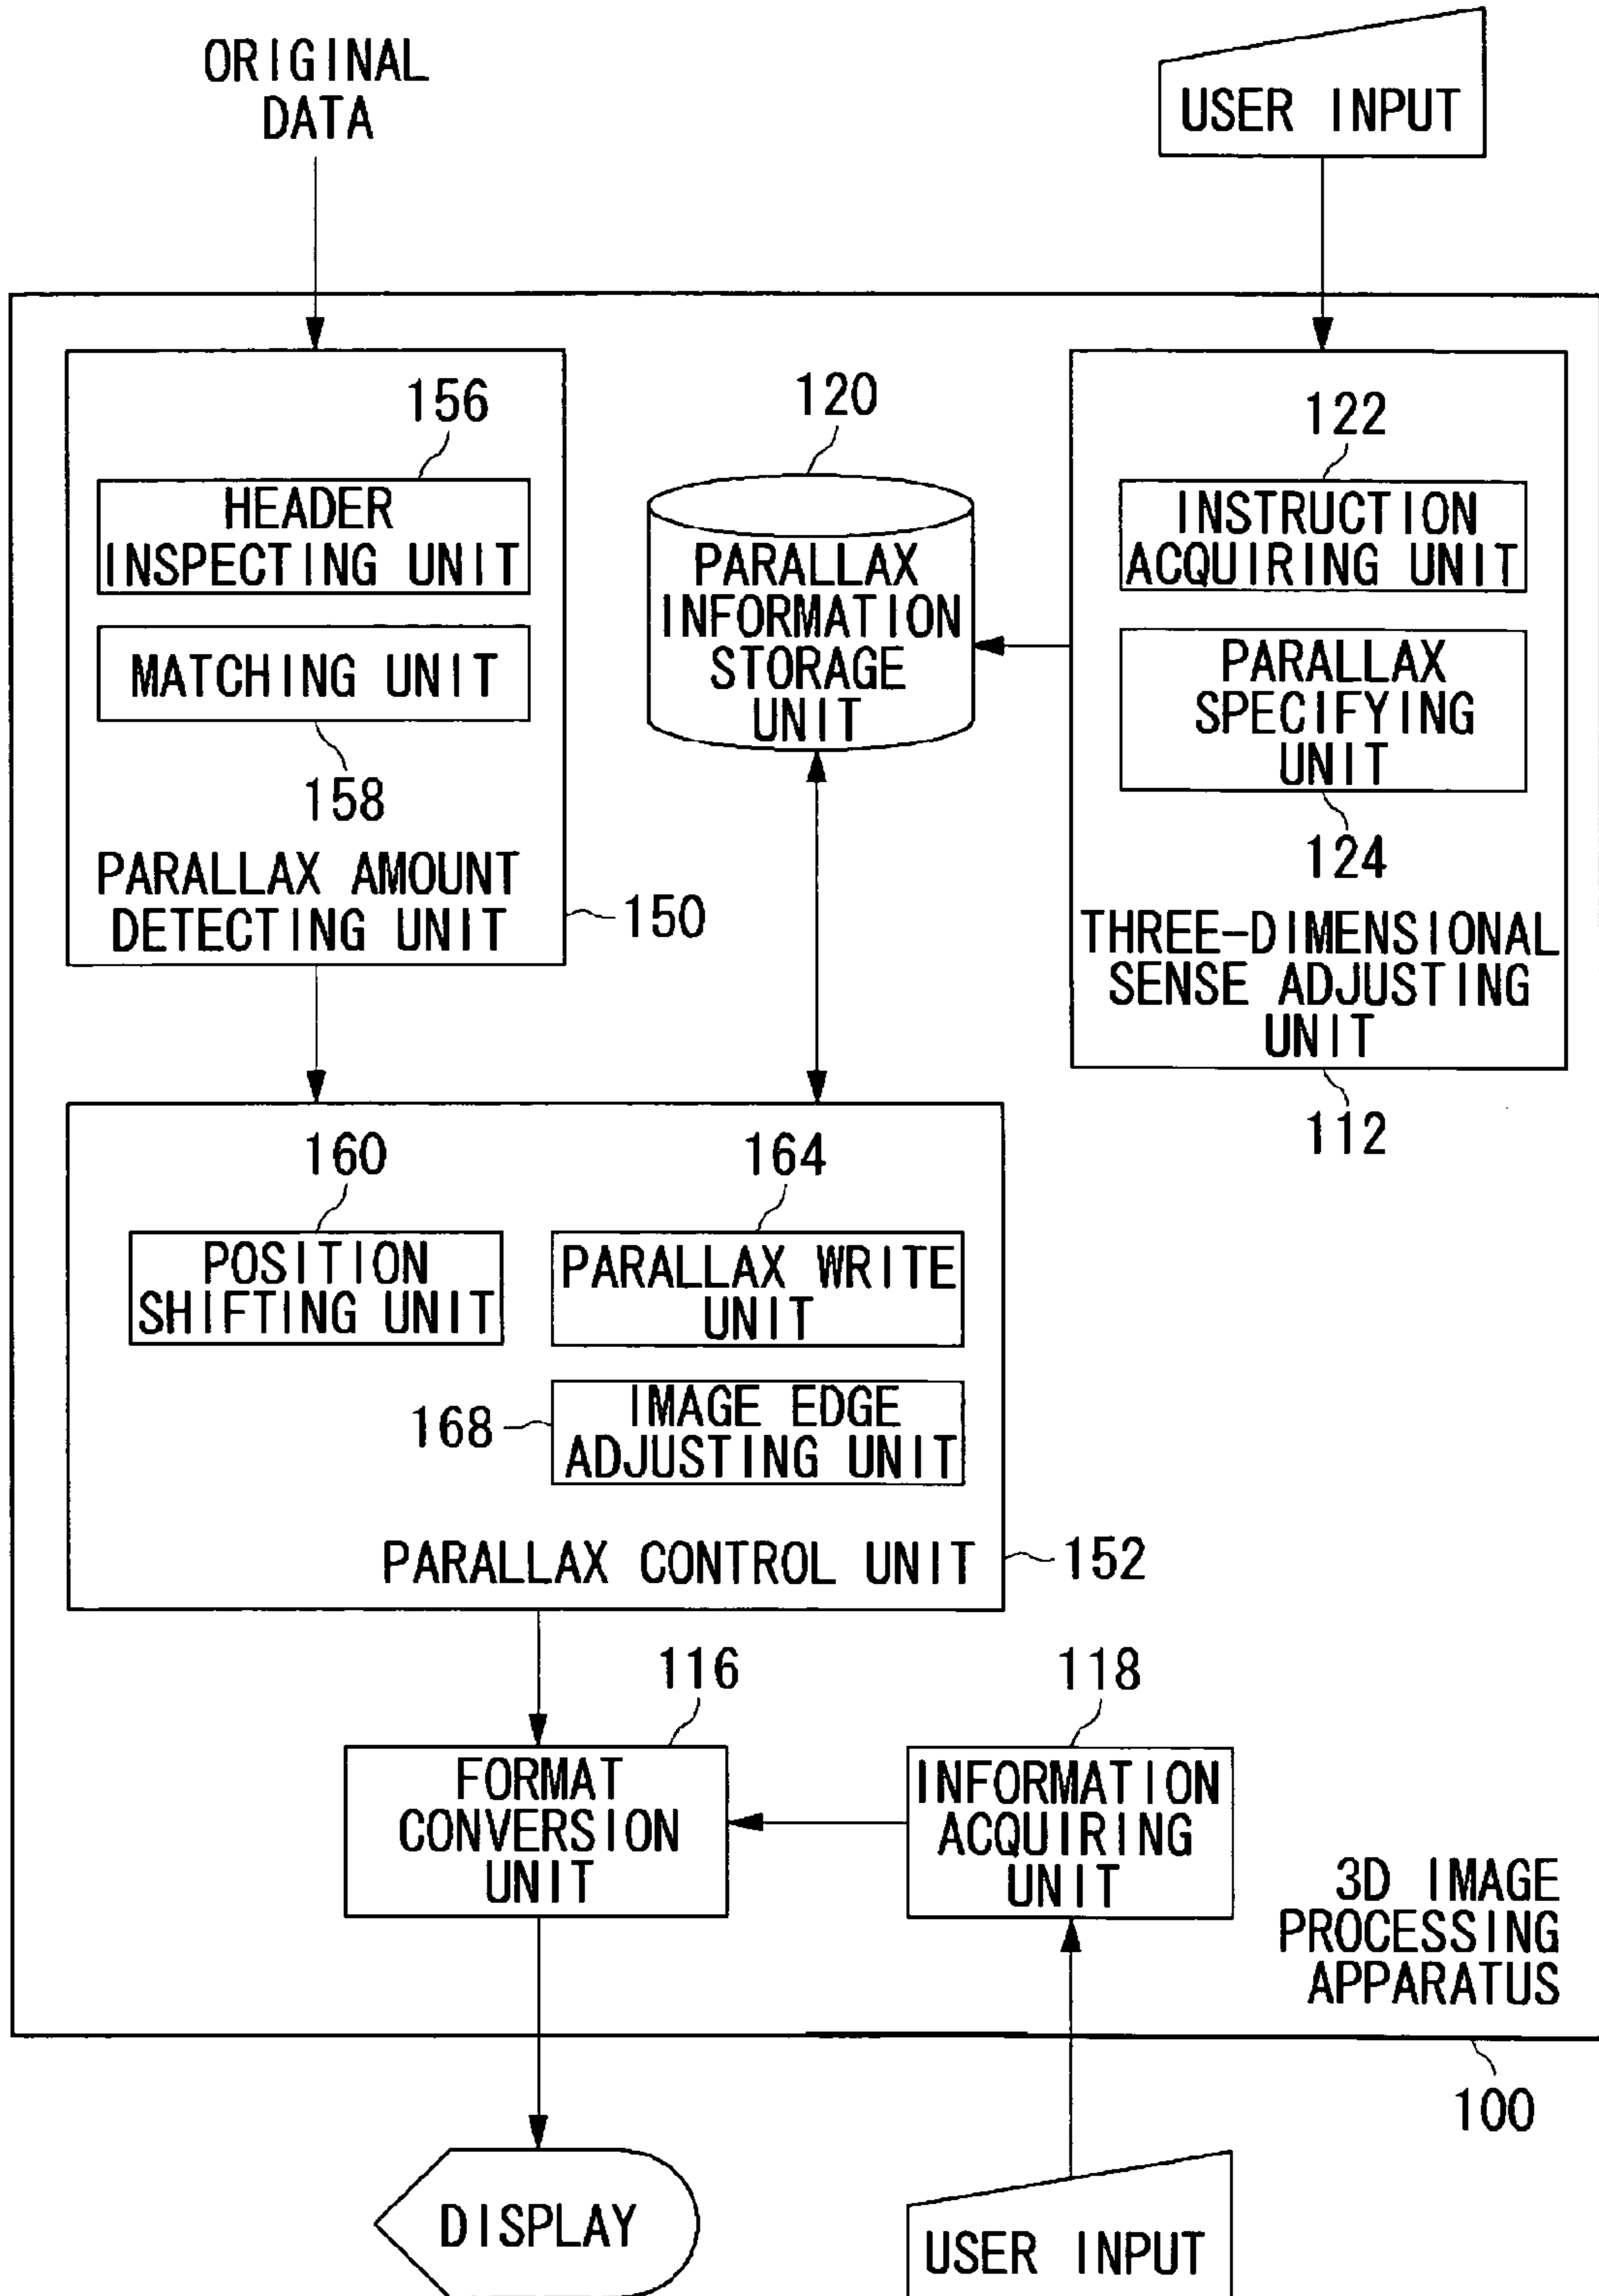 ORIGINAL
DATA
USER INPUT
156
HEADER
INSPECTING UNIT
MATCHING UNIT
158
PARALLAX AMOUNT
DETECTING UNIT
150
120
PARALLAX
INFORMATION
STORAGE
UNIT
122
INSTRUCTION
ACQUIRING UNIT
PARALLAX
SPECIFYING
UNIT
124
THREE-DIMENSIONAL
SENSE ADJUSTING
UNIT
112
160
POSITION
SHIFTING UNIT
164
PARALLAX WRITE
UNIT
168
IMAGE EDGE
ADJUSTING UNIT
PARALLAX CONTROL UNIT
152
116
FORMAT
CONVERSION
UNIT
118
INFORMATION
ACQUIRING
UNIT
3D IMAGE
PROCESSING
APPARATUS
100
DISPLAY
USER INPUT